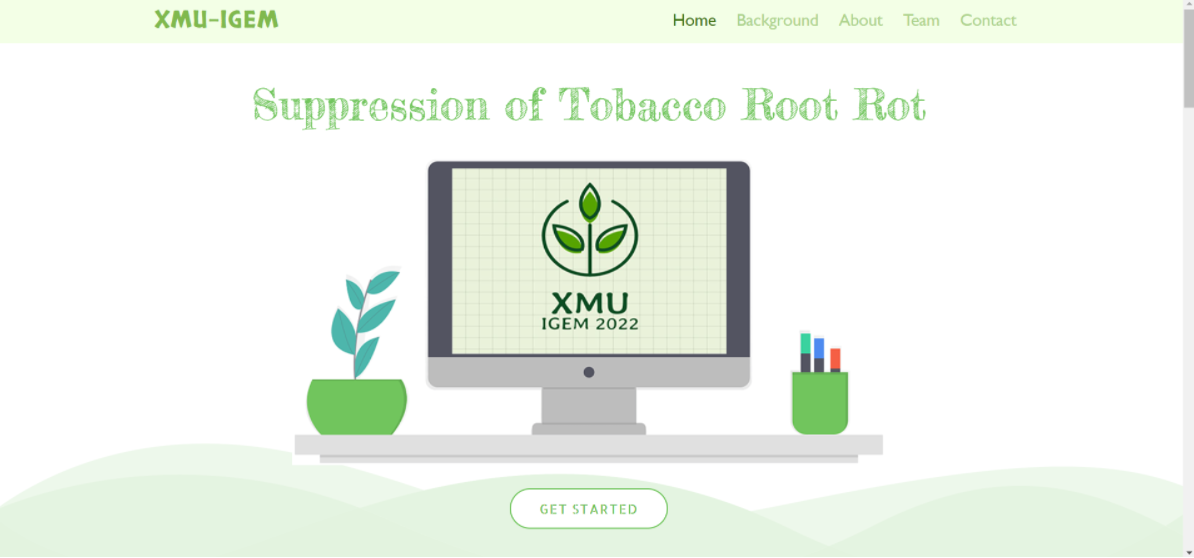 XMU-IGEM
Home Background About Team Contact
Suppression of Tobacco Root Rot
XMU
IGEM 2022
GET STARTED